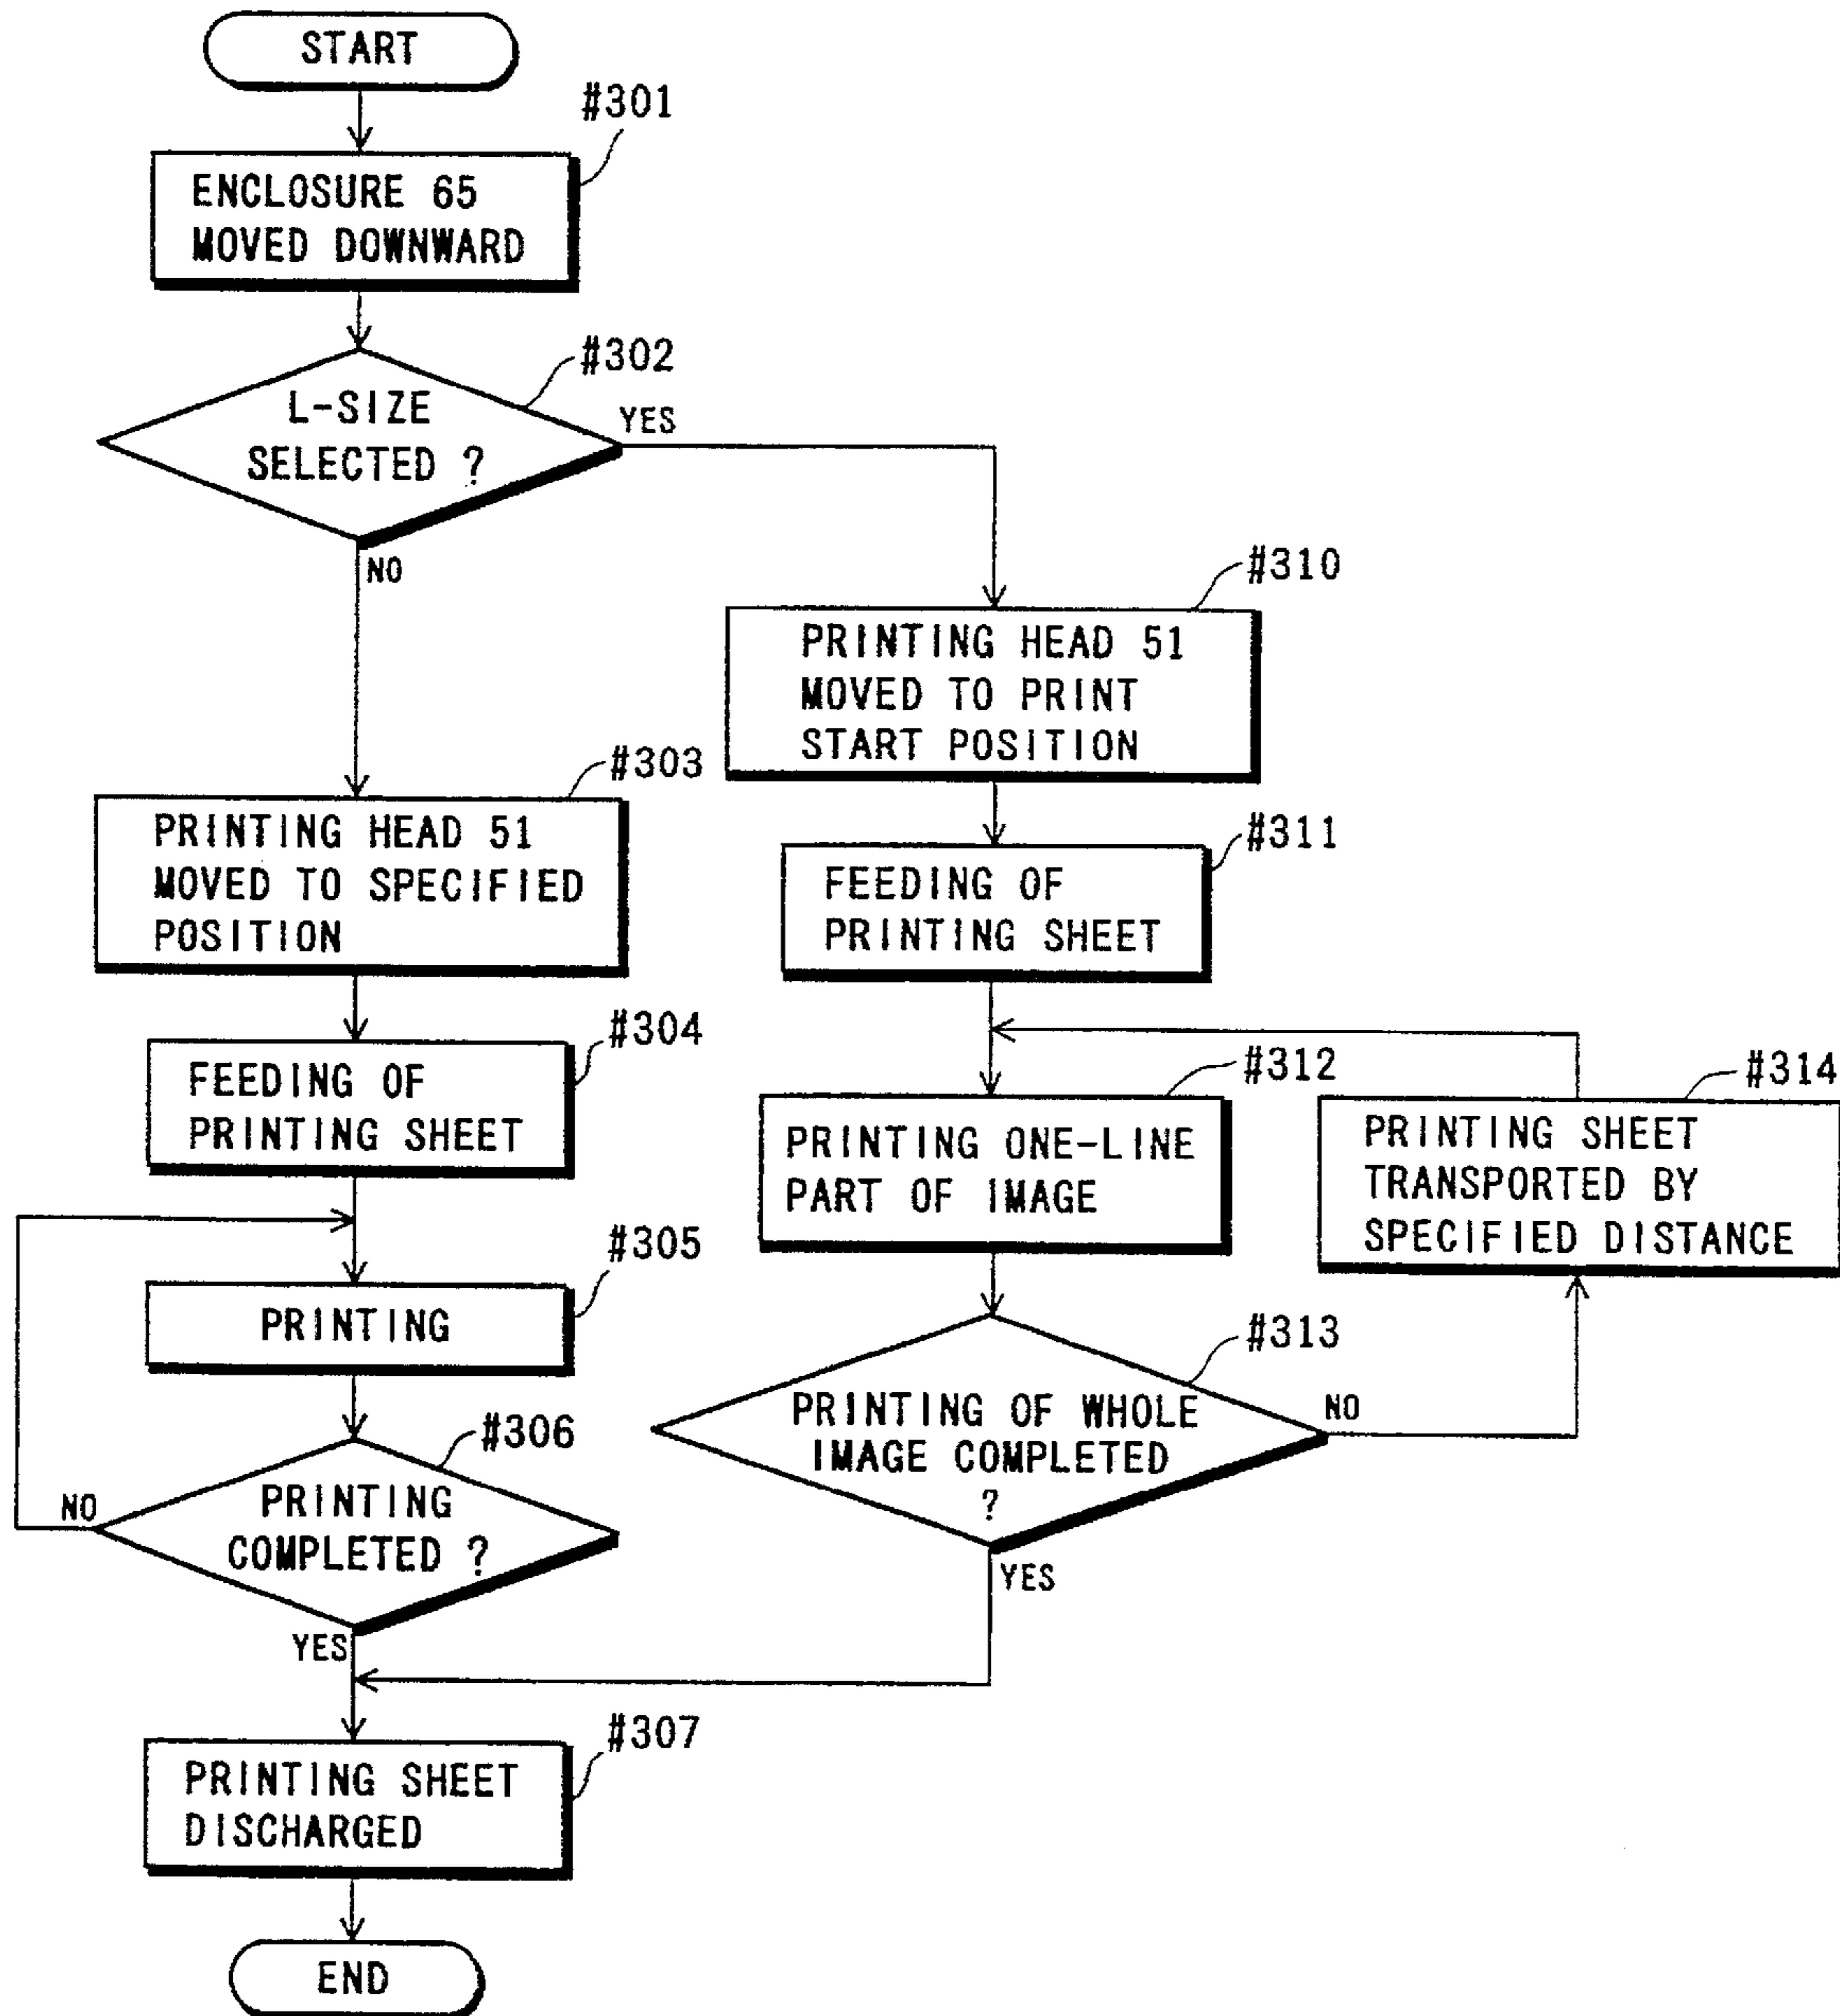 START
#301
ENCLOSURE 65
MOVED DOWNWARD
#302
L-SIZE
SELECTED ?
YES
NO
#303
PRINTING HEAD 51
MOVED TO SPECIFIED
POSITION
#304
FEEDING OF
PRINTING SHEET
#305
PRINTING
#306
PRINTING
COMPLETED ?
NO
YES
#310
PRINTING HEAD 51
MOVED TO PRINT
START POSITION
#311
FEEDING OF
PRINTING SHEET
#312
PRINTING ONE-LINE
PART OF IMAGE
#313
PRINTING OF WHOLE
IMAGE COMPLETED
?
NO
YES
#314
PRINTING SHEET
TRANSPORTED BY
SPECIFIED DISTANCE
#307
PRINTING SHEET
DISCHARGED
END